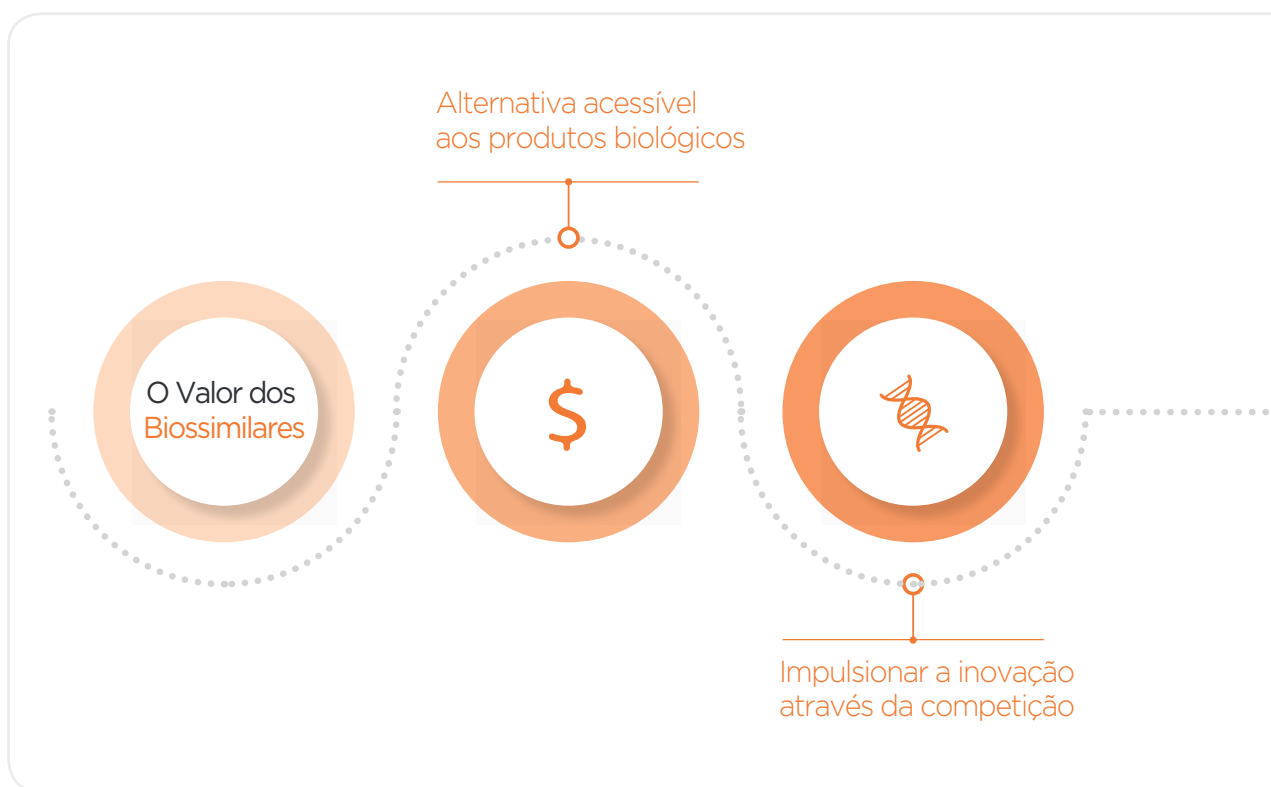 Alternativa acessível
aos produtos biológicos
O Valor dos
Biossimilares
$
Impulsionar a inovação
através da competição